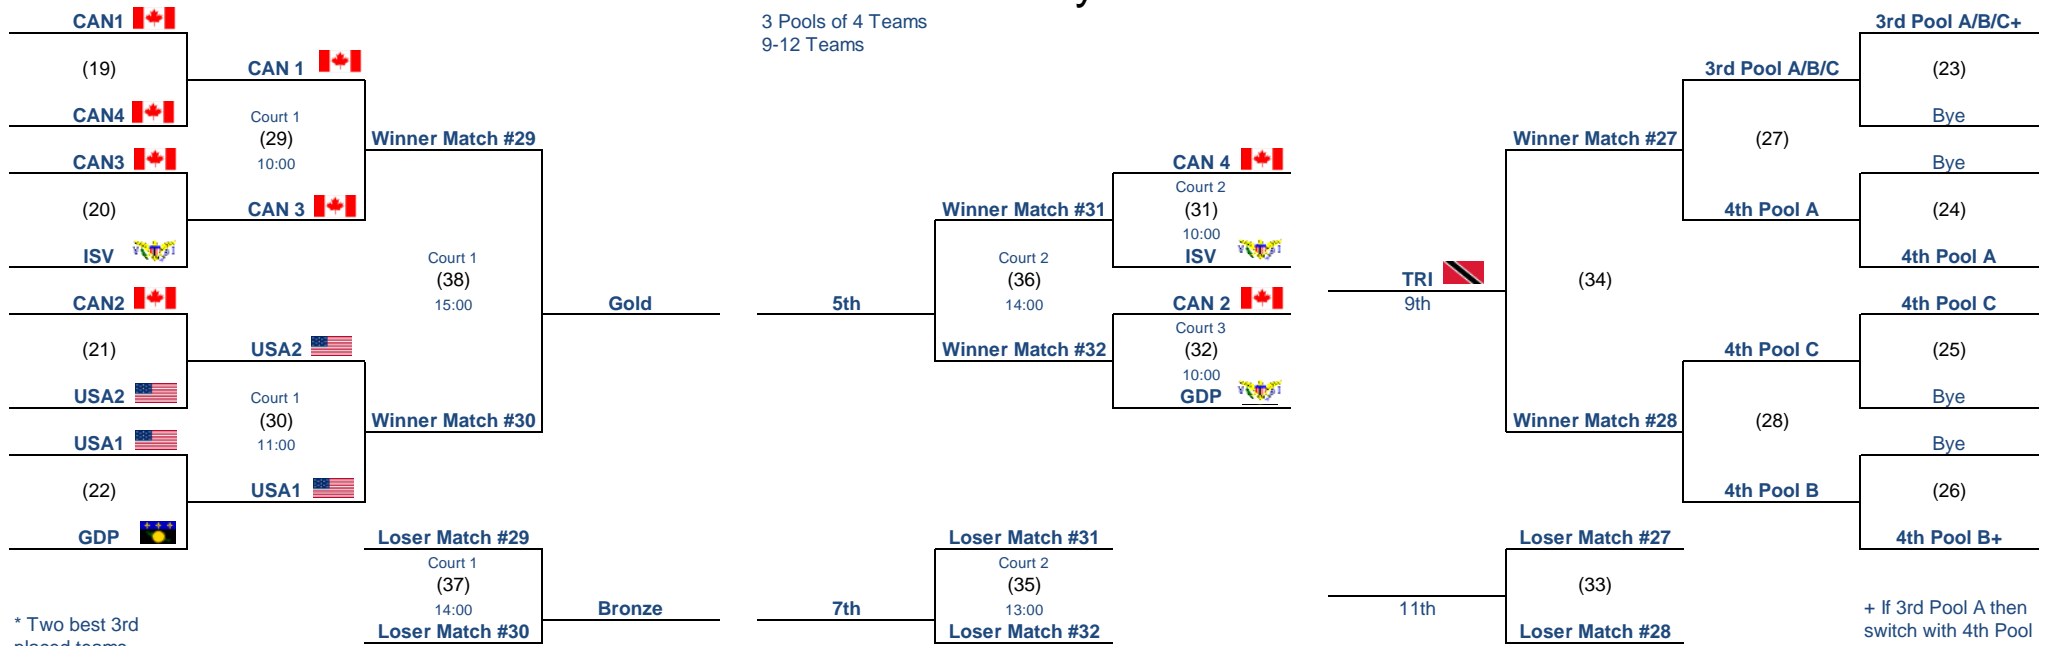 3 Pools of 4 Teams
9-12 Teams
CAN1
(19)
CAN4
CAN3
(20)
ISV
CAN2
(21)
USA2
USA1
(22)
GDP
* Two best 3rd
placed teams
CAN 1
Court 1
(29)
10:00
CAN 3
USA2
Court 1
(30)
11:00
USA1
Winner Match #29
Court 1
(38)
15:00
Winner Match #30
Gold
Loser Match #29
Court 1
(37)
14:00
Loser Match #30
Bronze
5th
Winner Match #31
Court 2
(36)
14:00
Winner Match #32
CAN 4
Court 2
(31)
10:00
ISV
CAN 2
Court 3
(32)
10:00
GDP
7th
Loser Match #31
Court 2
(35)
13:00
Loser Match #32
TRI
9th
Winner Match #27
(34)
Winner Match #28
3rd Pool A/B/C
(27)
4th Pool A
4th Pool C
(28)
4th Pool B
3rd Pool A/B/C+
(23)
Bye
Bye
(24)
4th Pool A
4th Pool C
(25)
Bye
Bye
(26)
4th Pool B+
11th
Loser Match #27
(33)
Loser Match #28
+ If 3rd Pool A then
switch with 4th Pool